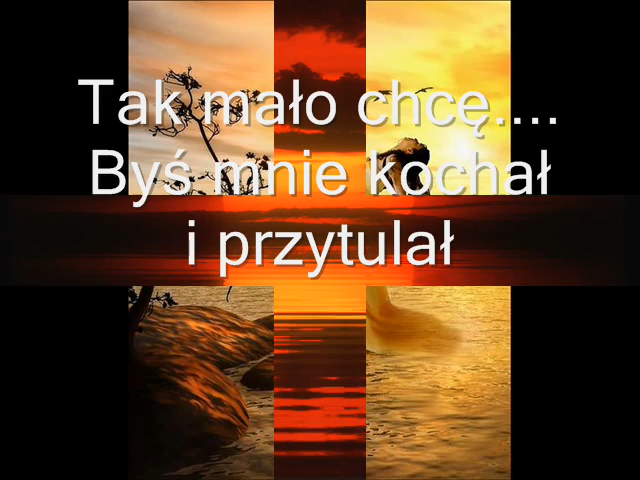 Tak mało chcę....
Byś mnie kochał
i przytulał